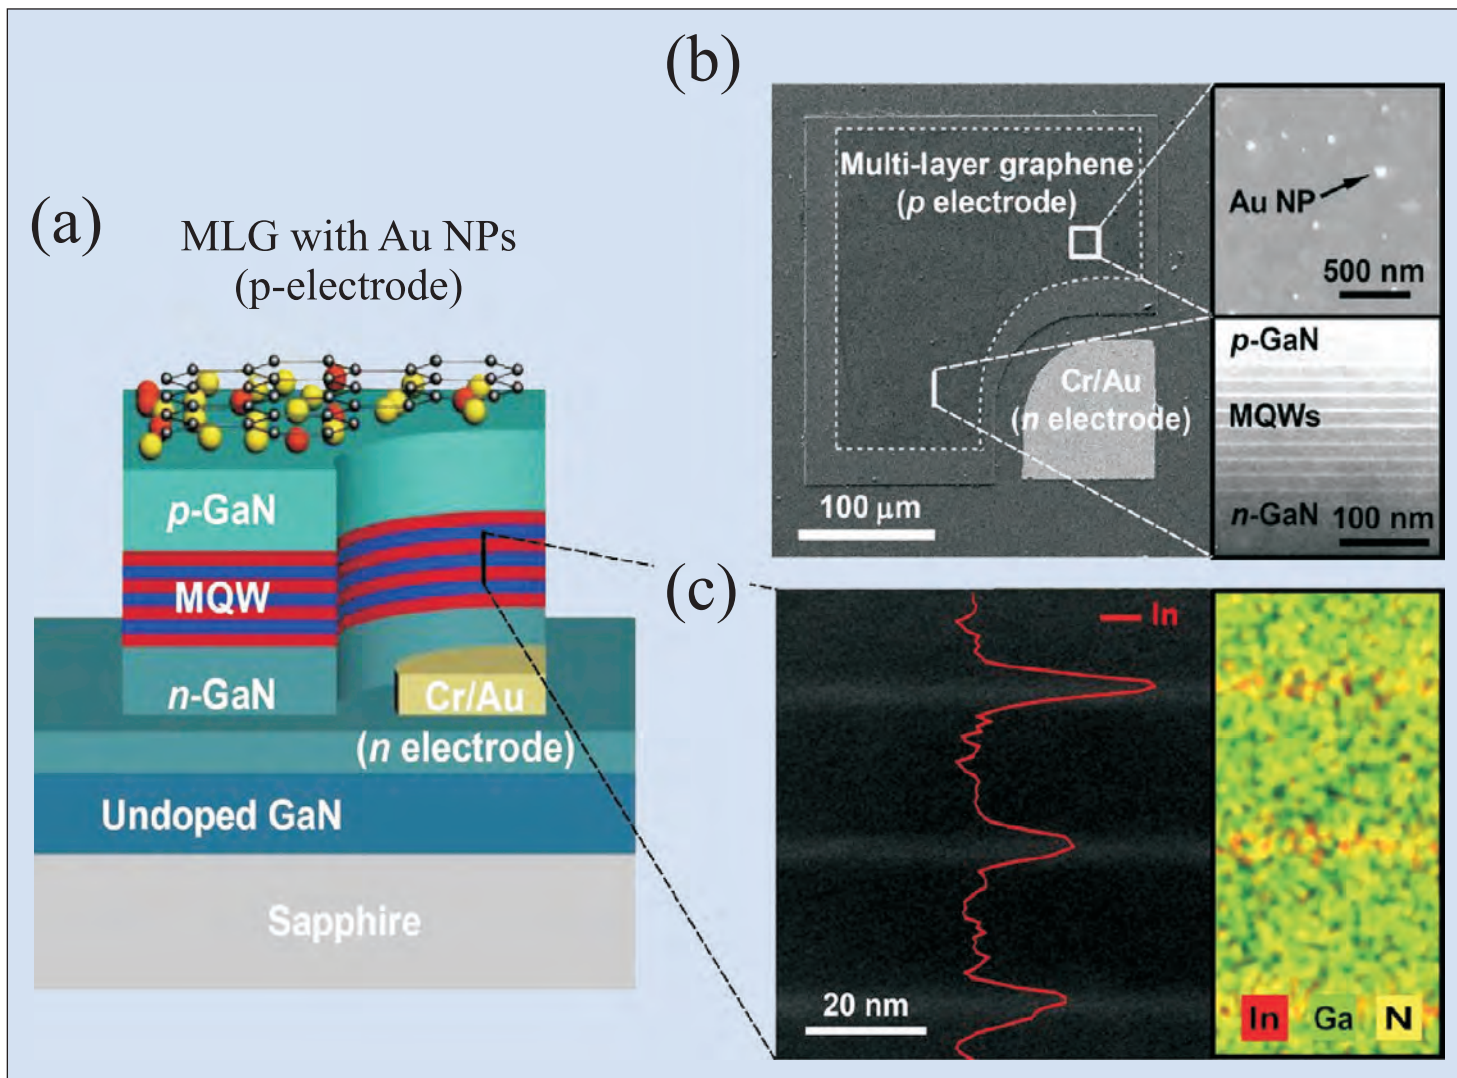 (a)
MLG with Au NPs
(p-electrode)
p-GaN
MQW
n-GaN
Cr/Au
(n electrode)
Undoped GaN
Sapphire
(b)
Multi-layer graphene
(p electrode)
Cr/Au
(n electrode)
100 μm
Au NP
500 nm
p-GaN
MQWs
n-GaN
100 nm
(c)
In
20 nm
In Ga N